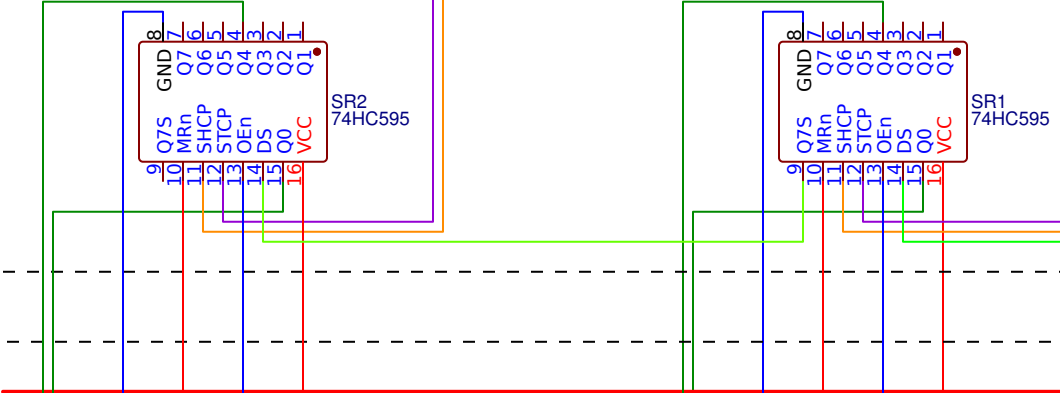 8 7 6 5 4 3 2 1
GND Q7 Q6 Q5 Q4 Q3 Q2 Q1
SR2
74HC595
Q7S MRn SHCP STCP OEn DS Q0 VCC
9 10 11 12 13 14 15 16
8 7 6 5 4 3 2 1
GND Q7 Q6 Q5 Q4 Q3 Q2 Q1
SR1
74HC595
Q7S MRn SHCP STCP OEn DS Q0 VCC
9 10 11 12 13 14 15 16